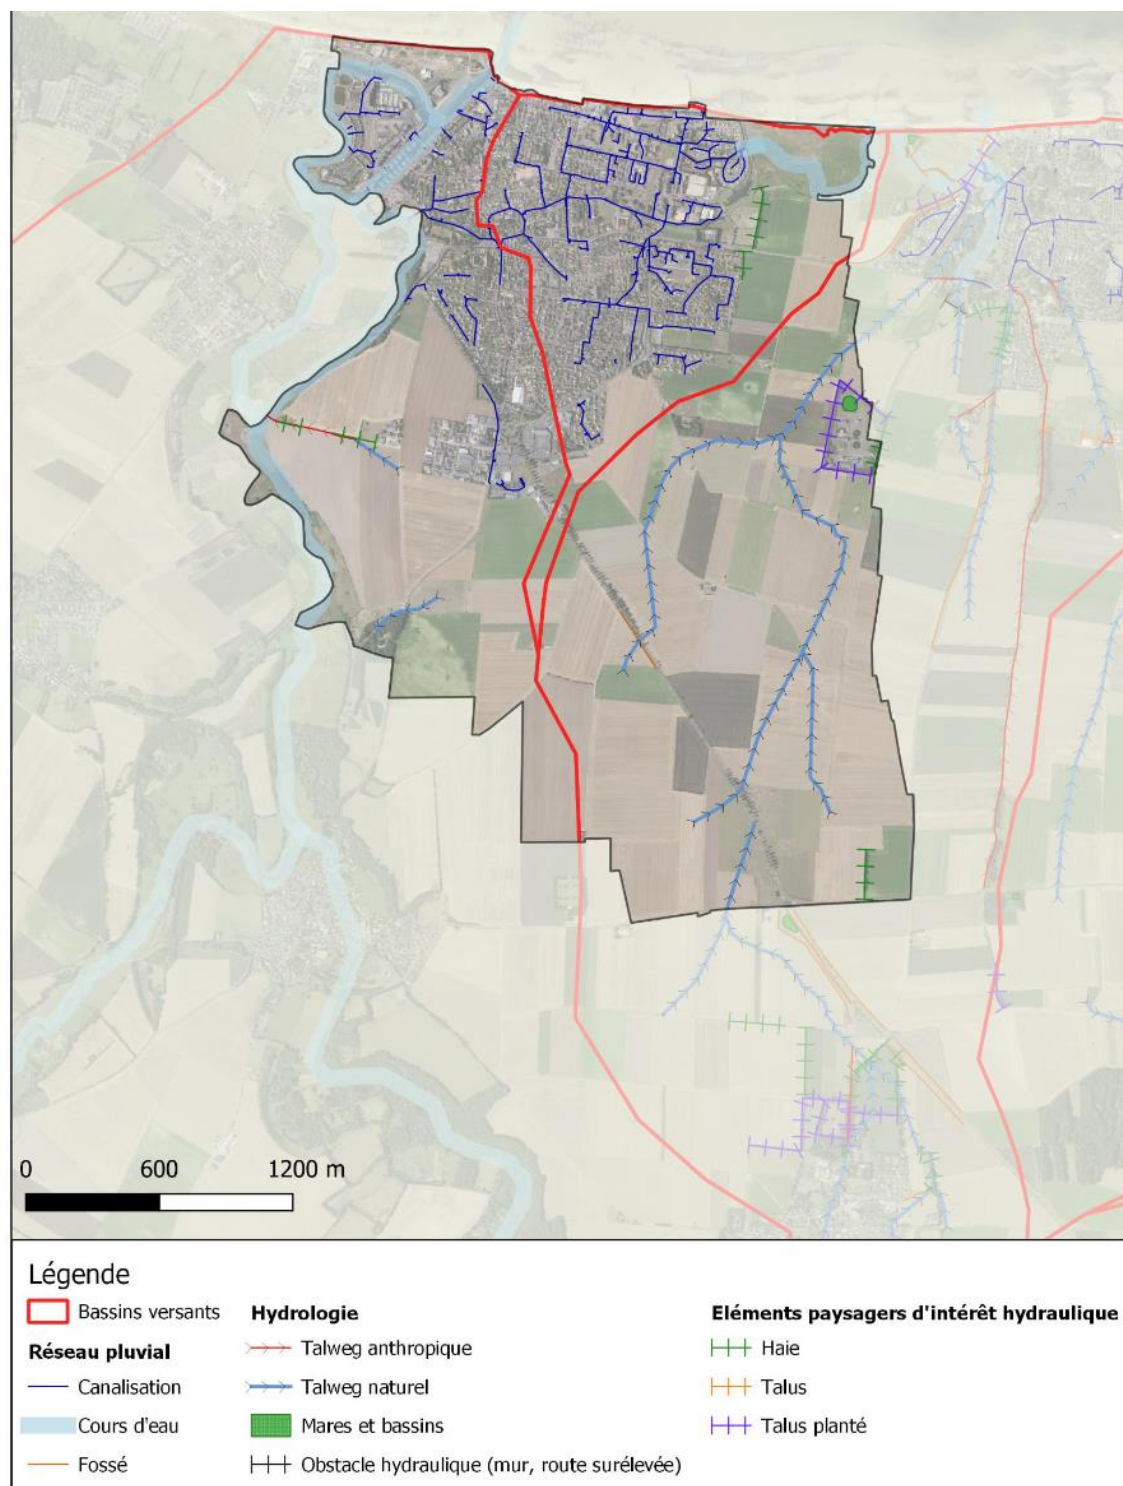 0 600 1200 m
Légende
Bassins versants
Réseau pluvial
Canalisation
Cours d'eau
Fossé
Hydrologie
Talweg anthropique
Talweg naturel
Mares et bassins
Obstacle hydraulique (mur, route surélevée)
Eléments paysagers d'intérêt hydraulique
Haie
Talus
Talus planté